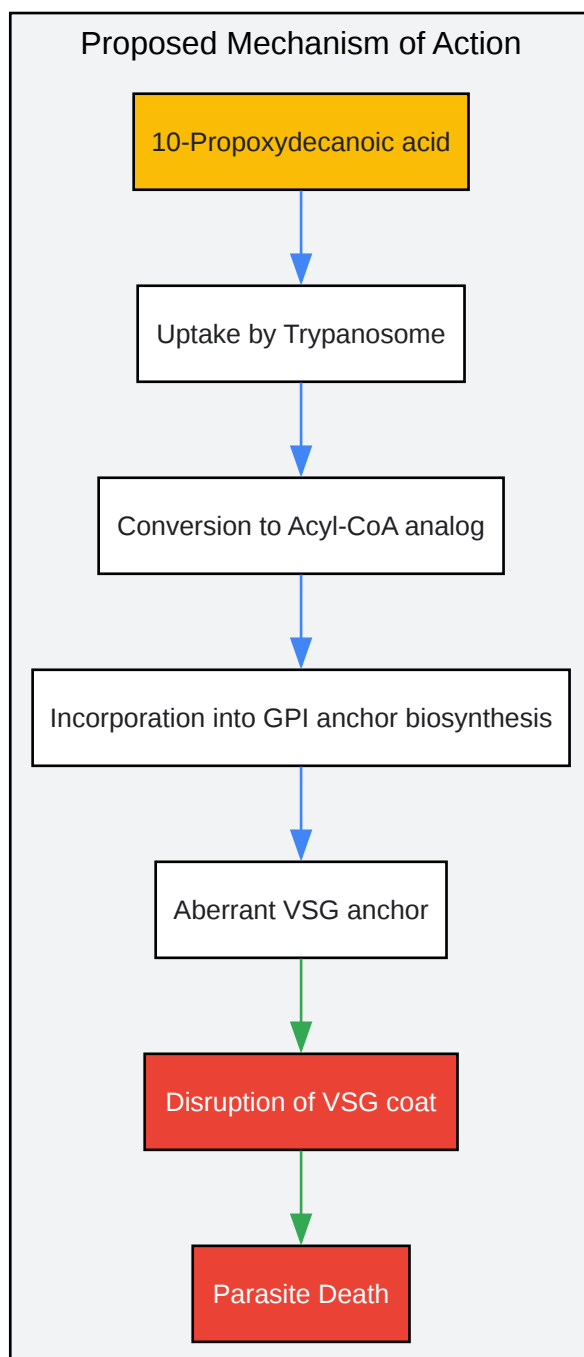 Proposed Mechanism of Action
10-Propoxydecanoic acid
Uptake by Trypanosome
Conversion to Acyl-CoA analog
Incorporation into GPI anchor biosynthesis
Aberrant VSG anchor
Disruption of VSG coat
Parasite Death